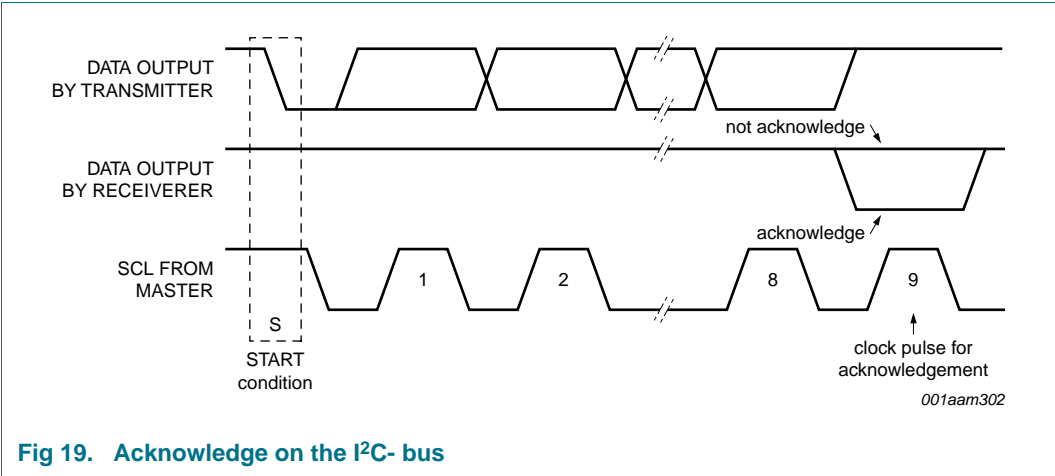 DATA OUTPUT
BY TRANSMITTER
not acknowledge
DATA OUTPUT
BY RECEIVERER
acknowledge
SCL FROM
MASTER
1
2
8
9
S
START
condition
clock pulse for
acknowledgement
001aam302
Fig 19. Acknowledge on the I²C- bus